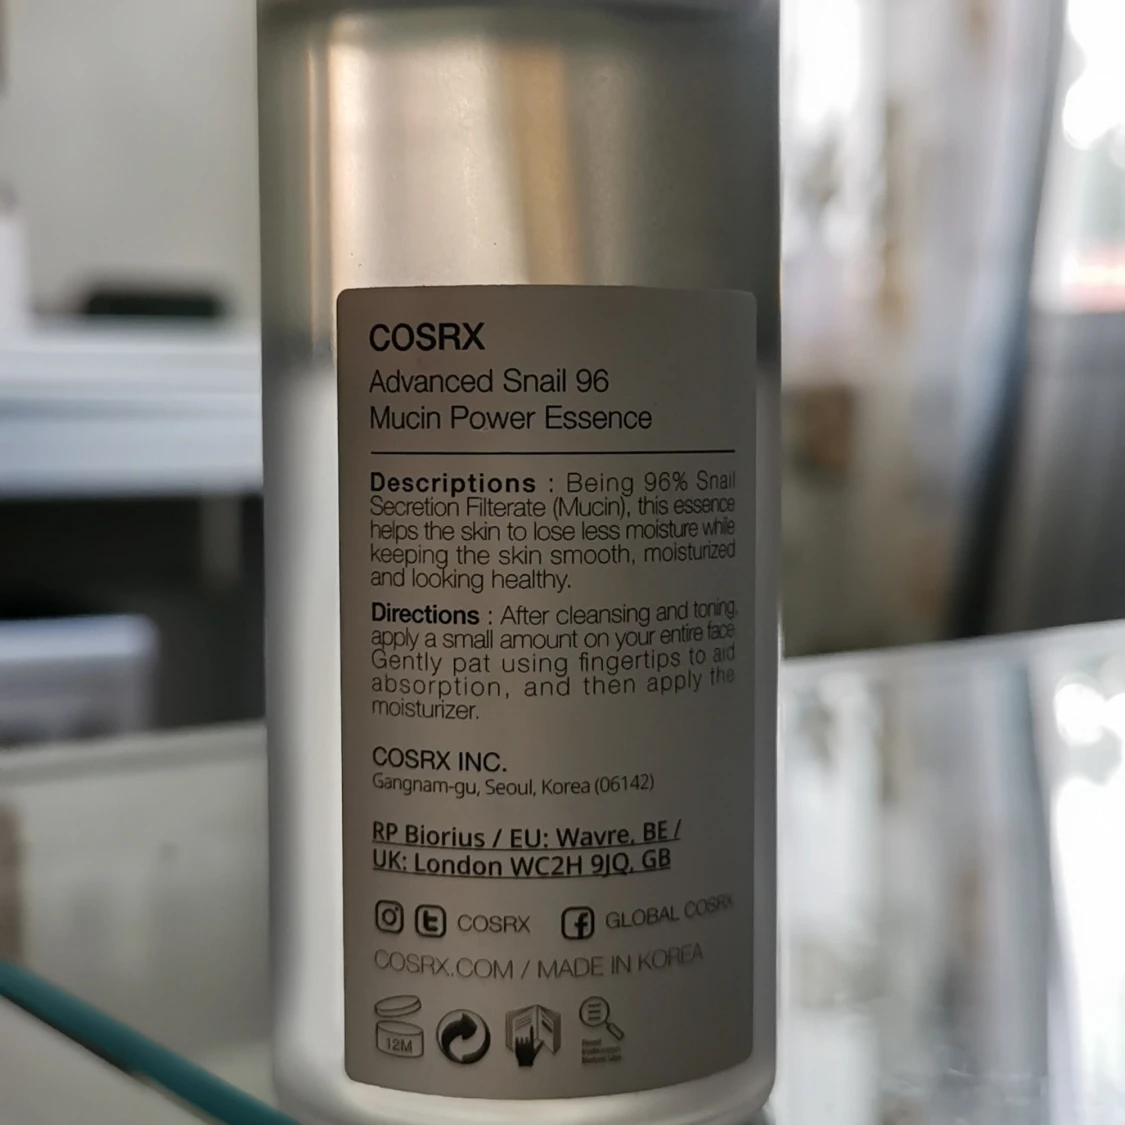 COSRX
Advanced Snail 96
Mucin Power Essence
Descriptions : Being 96% Snail
Secretion Filterate (Mucin), this essence
helps the skin to lose less moisture while
keeping the skin smooth, moisturized
and looking healthy.
Directions : After cleansing and toning,
apply a small amount on your entire face.
Gently pat using fingertips to aid
absorption, and then apply the
moisturizer.
COSRX INC.
Gangnam-gu, Seoul, Korea (06142)
RP Biorius / EU: Wavre, BE /
UK: London WC2H 9JQ, GB
COSRX GLOBAL COSRX
COSRX.COM / MADE IN KOREA
12M